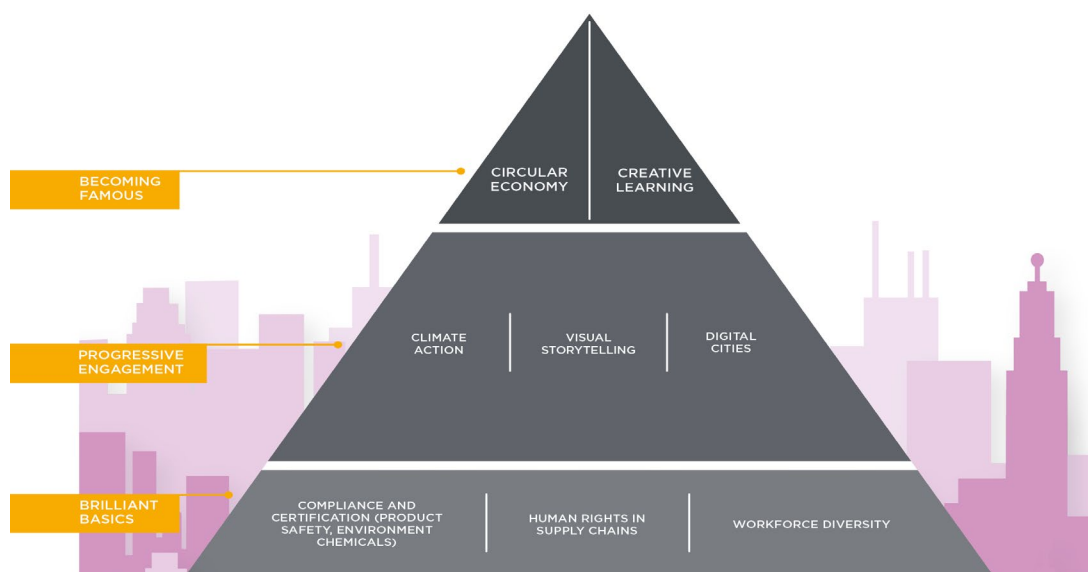 BECOMING
FAMOUS
CIRCULAR
ECONOMY
CREATIVE
LEARNING
PROGRESSIVE
ENGAGEMENT
CLIMATE
ACTION
VISUAL
STORYTELLING
DIGITAL
CITIES
BRILLIANT
BASICS
COMPLIANCE AND
CERTIFICATION (PRODUCT
SAFETY, ENVIRONMENT
CHEMICALS)
HUMAN RIGHTS IN
SUPPLY CHAINS
WORKFORCE DIVERSITY